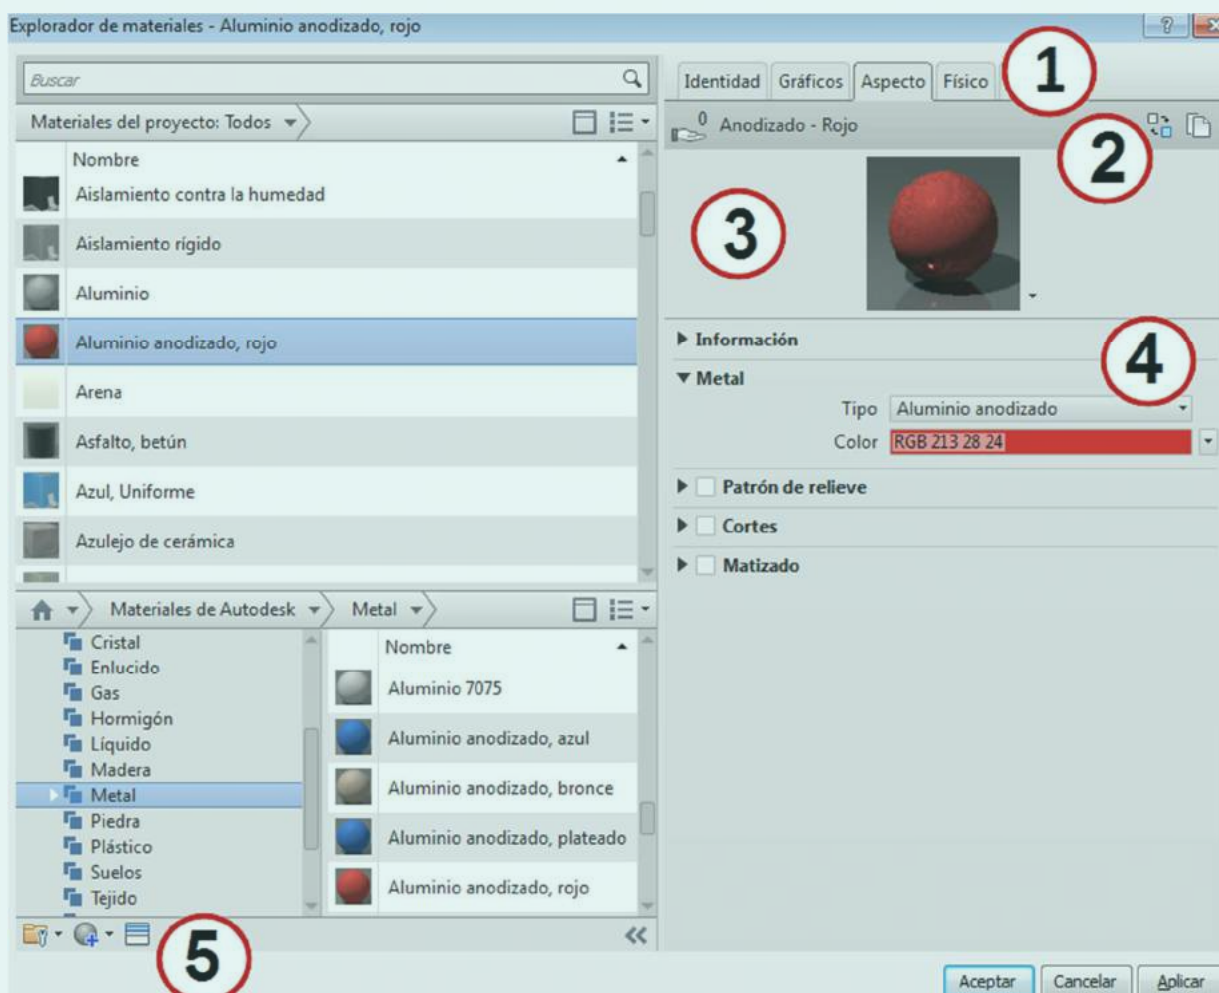 Explorador de materiales - Aluminio anodizado, rojo
?
Buscar
Materiales del proyecto: Todos
Nombre
Aislamiento contra la humedad
Aislamiento rígido
Aluminio
Aluminio anodizado, rojo
Arena
Asfalto, betún
Azul, Uniforme
Azulejo de cerámica
Materiales de Autodesk
Metal
Cristal
Enlucido
Gas
Hormigón
Líquido
Madera
Metal
Piedra
Plástico
Suelos
Tejido
Nombre
Aluminio 7075
Aluminio anodizado, azul
Aluminio anodizado, bronce
Aluminio anodizado, plateado
Aluminio anodizado, rojo
5
Identidad Gráficos Aspecto Físico
1
0 Anodizado - Rojo
2
3
Información
4
Metal
Tipo Aluminio anodizado
Color RGB 213 28 24
Patrón de relieve
Cortes
Matizado
Aceptar Cancelar Aplicar